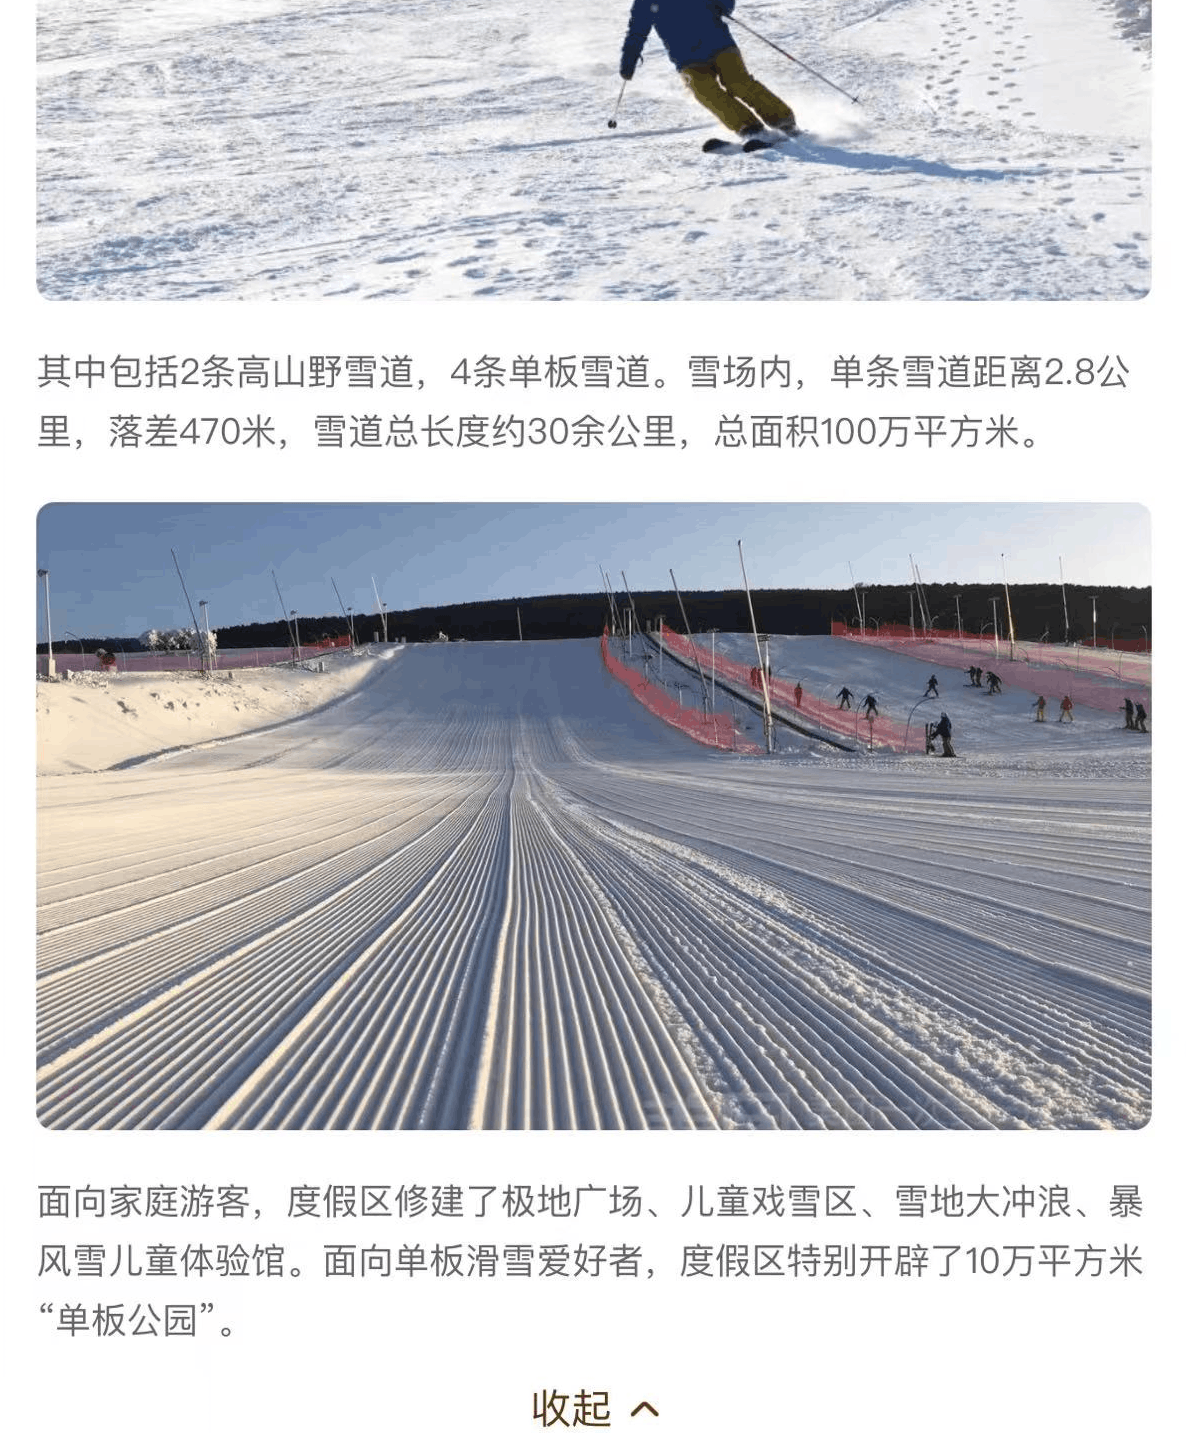 其中包括2条高山野雪道，4条单板雪道。雪场内，单条雪道距离2.8公
里，落差470米，雪道总长度约30余公里，总面积100万平方米。
面向家庭游客，度假区修建了极地广场、儿童戏雪区、雪地大冲浪、暴
风雪儿童体验馆。面向单板滑雪爱好者，度假区特别开辟了10万平方米
“单板公园”。
收起